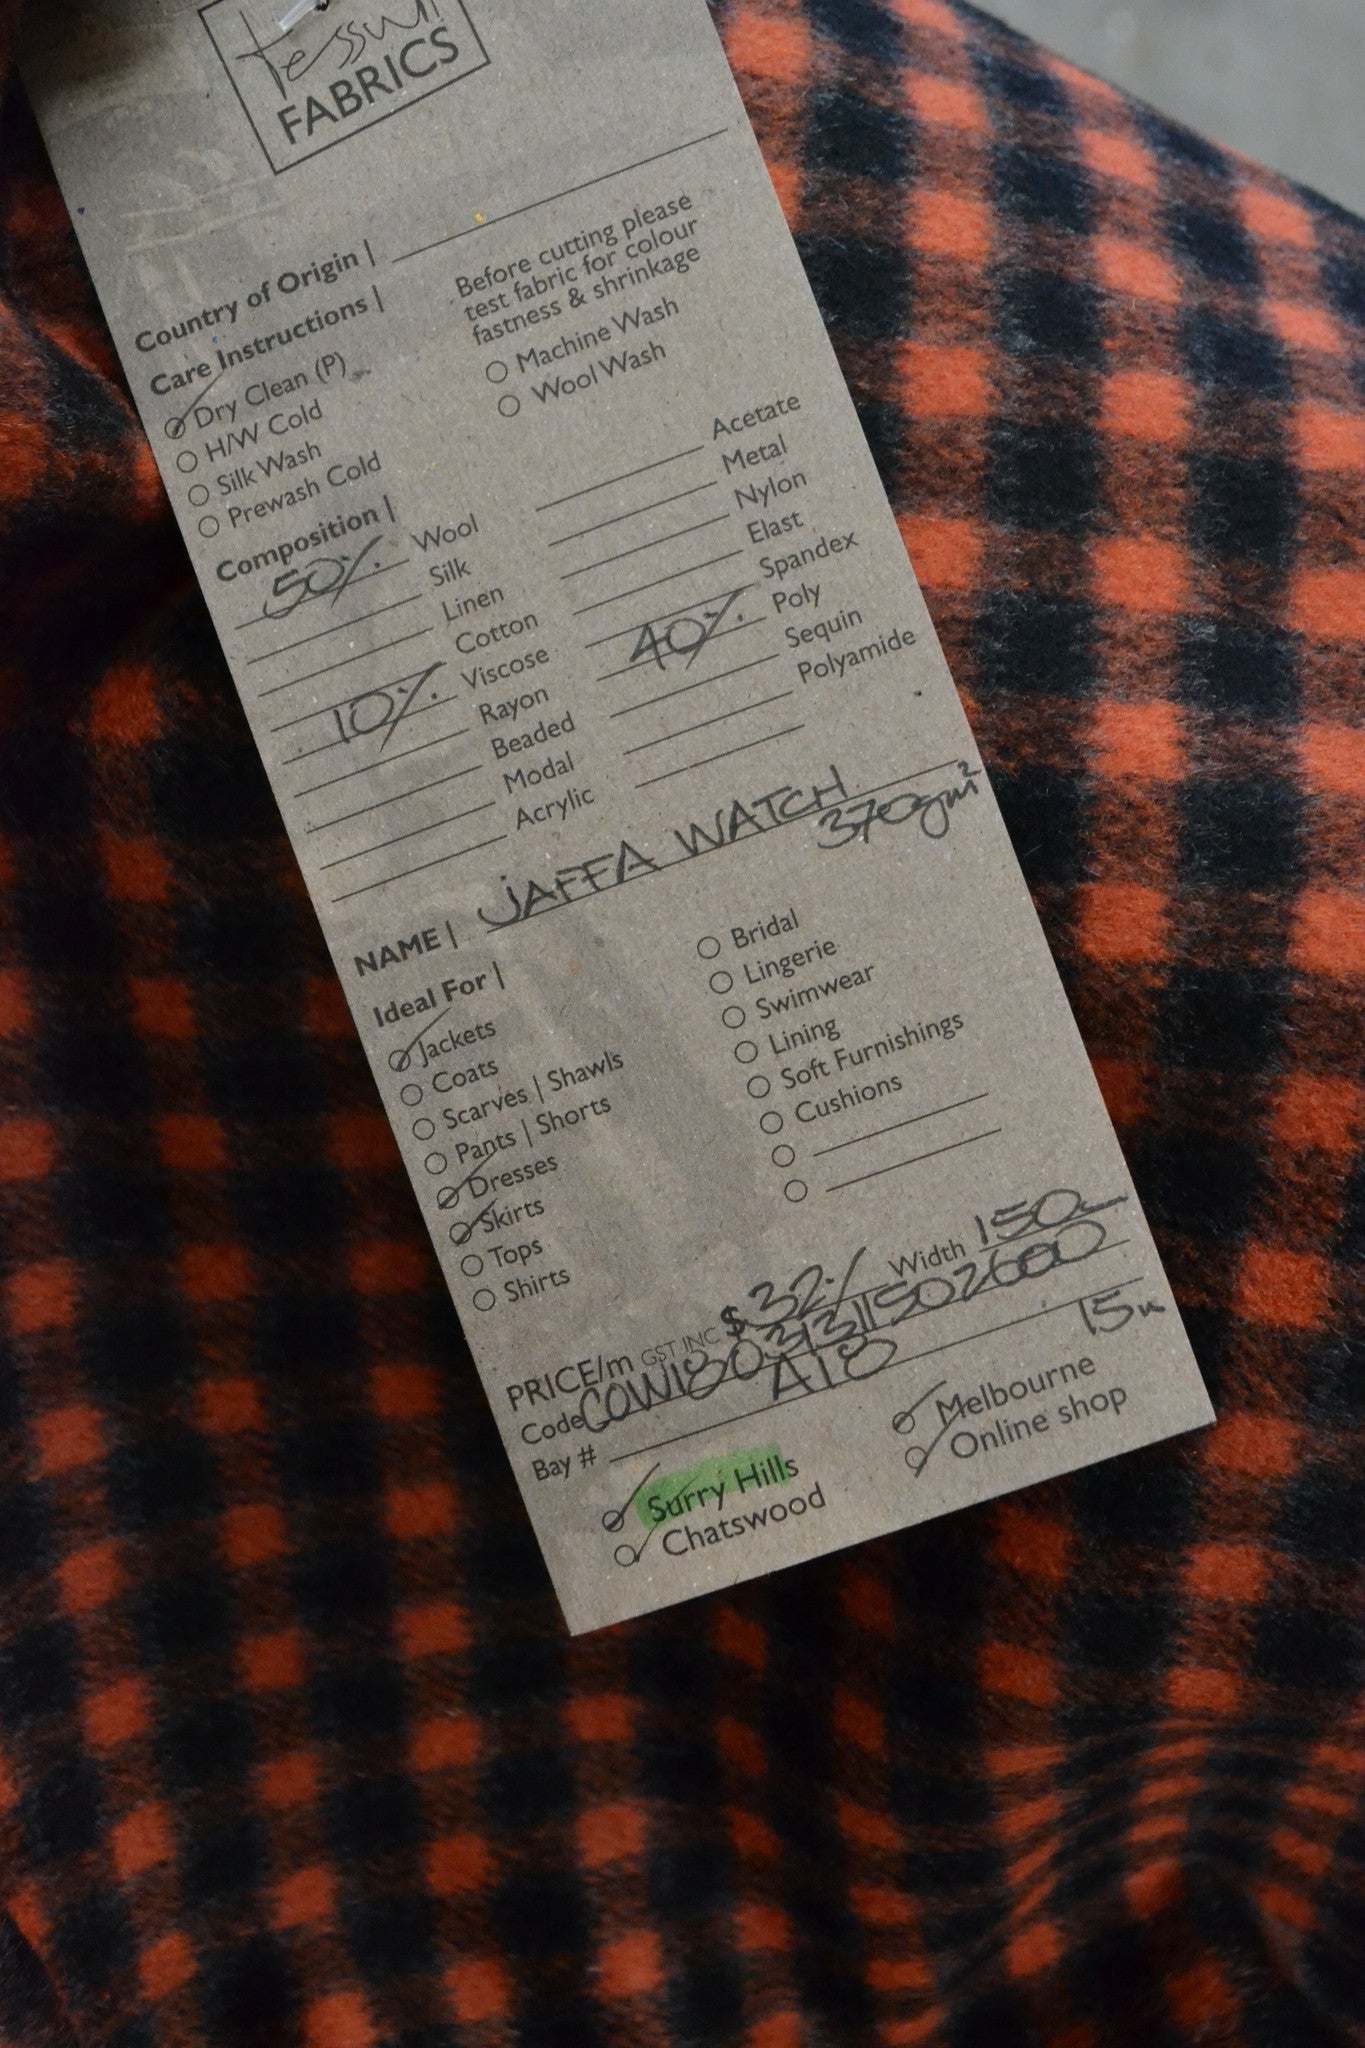 tessuti
FABRICS
Country of Origin |
Care Instructions |
Before cutting please
test fabric for colour
fastness & shrinkage
Dry Clean (P)
H/W Cold
Silk Wash
Prewash Cold
Machine Wash
Wool Wash
Composition |
50% Wool
Silk
Linen
Cotton
10% Viscose
Rayon
Beaded
Modal
Acrylic
Acetate
Metal
Nylon
Elast
Spandex
40% Poly
Sequin
Polyamide
NAME | JAFFA WATCH
370gm²
Ideal For |
Jackets
Coats
Scarves | Shawls
Pants | Shorts
Dresses
Skirts
Tops
Shirts
Bridal
Lingerie
Swimwear
Lining
Soft Furnishings
Cushions
PRICE/m GST INC $32./ Width 150cm
Code
Bay # A18
15m
Surry Hills
Chatswood
Melbourne
Online shop